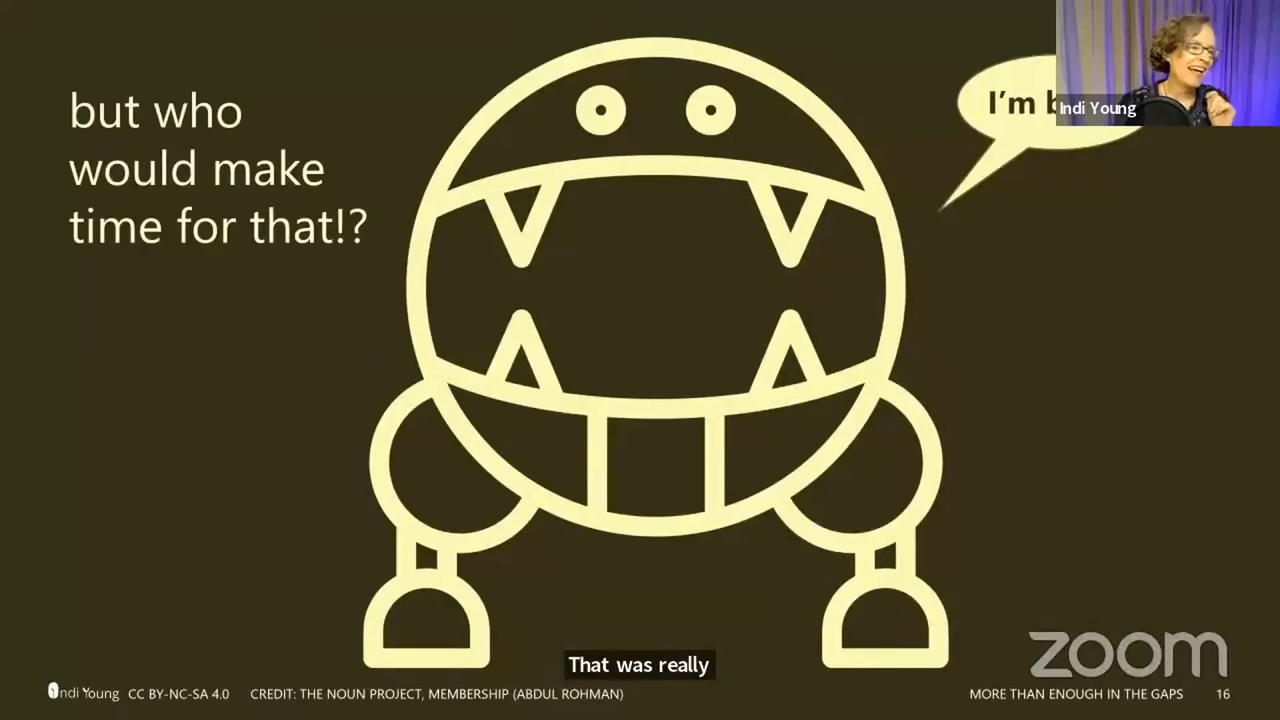 but who
would make
time for that!?
I'm
Indi Young
That was really
zoom
Indi Young CC BY-NC-SA 4.0 CREDIT: THE NOUN PROJECT, MEMBERSHIP (ABDUL ROHMAN) MORE THAN ENOUGH IN THE GAPS 16